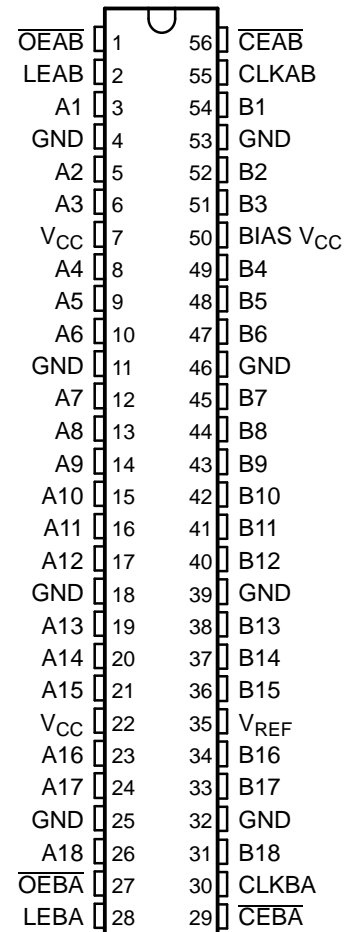 O̅E̅A̅B̅ 1 56 C̅E̅A̅B̅
LEAB 2 55 CLKAB
A1 3 54 B1
GND 4 53 GND
A2 5 52 B2
A3 6 51 B3
VCC 7 50 BIAS VCC
A4 8 49 B4
A5 9 48 B5
A6 10 47 B6
GND 11 46 GND
A7 12 45 B7
A8 13 44 B8
A9 14 43 B9
A10 15 42 B10
A11 16 41 B11
A12 17 40 B12
GND 18 39 GND
A13 19 38 B13
A14 20 37 B14
A15 21 36 B15
VCC 22 35 VREF
A16 23 34 B16
A17 24 33 B17
GND 25 32 GND
A18 26 31 B18
O̅E̅B̅A̅ 27 30 CLKBA
LEBA 28 29 C̅E̅B̅A̅